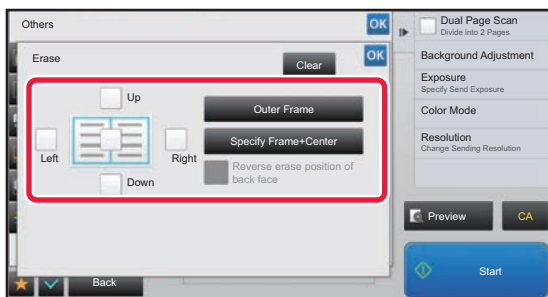 Others
OK
Erase
Clear
OK
Up
Left
Right
Down
Outer Frame
Specify Frame+Center
Reverse erase position of
back face
Back
Dual Page Scan
Divide into 2 Pages
Background Adjustment
Exposure
Specify Send Exposure
Color Mode
Resolution
Change Sending Resolution
Preview
CA
Start